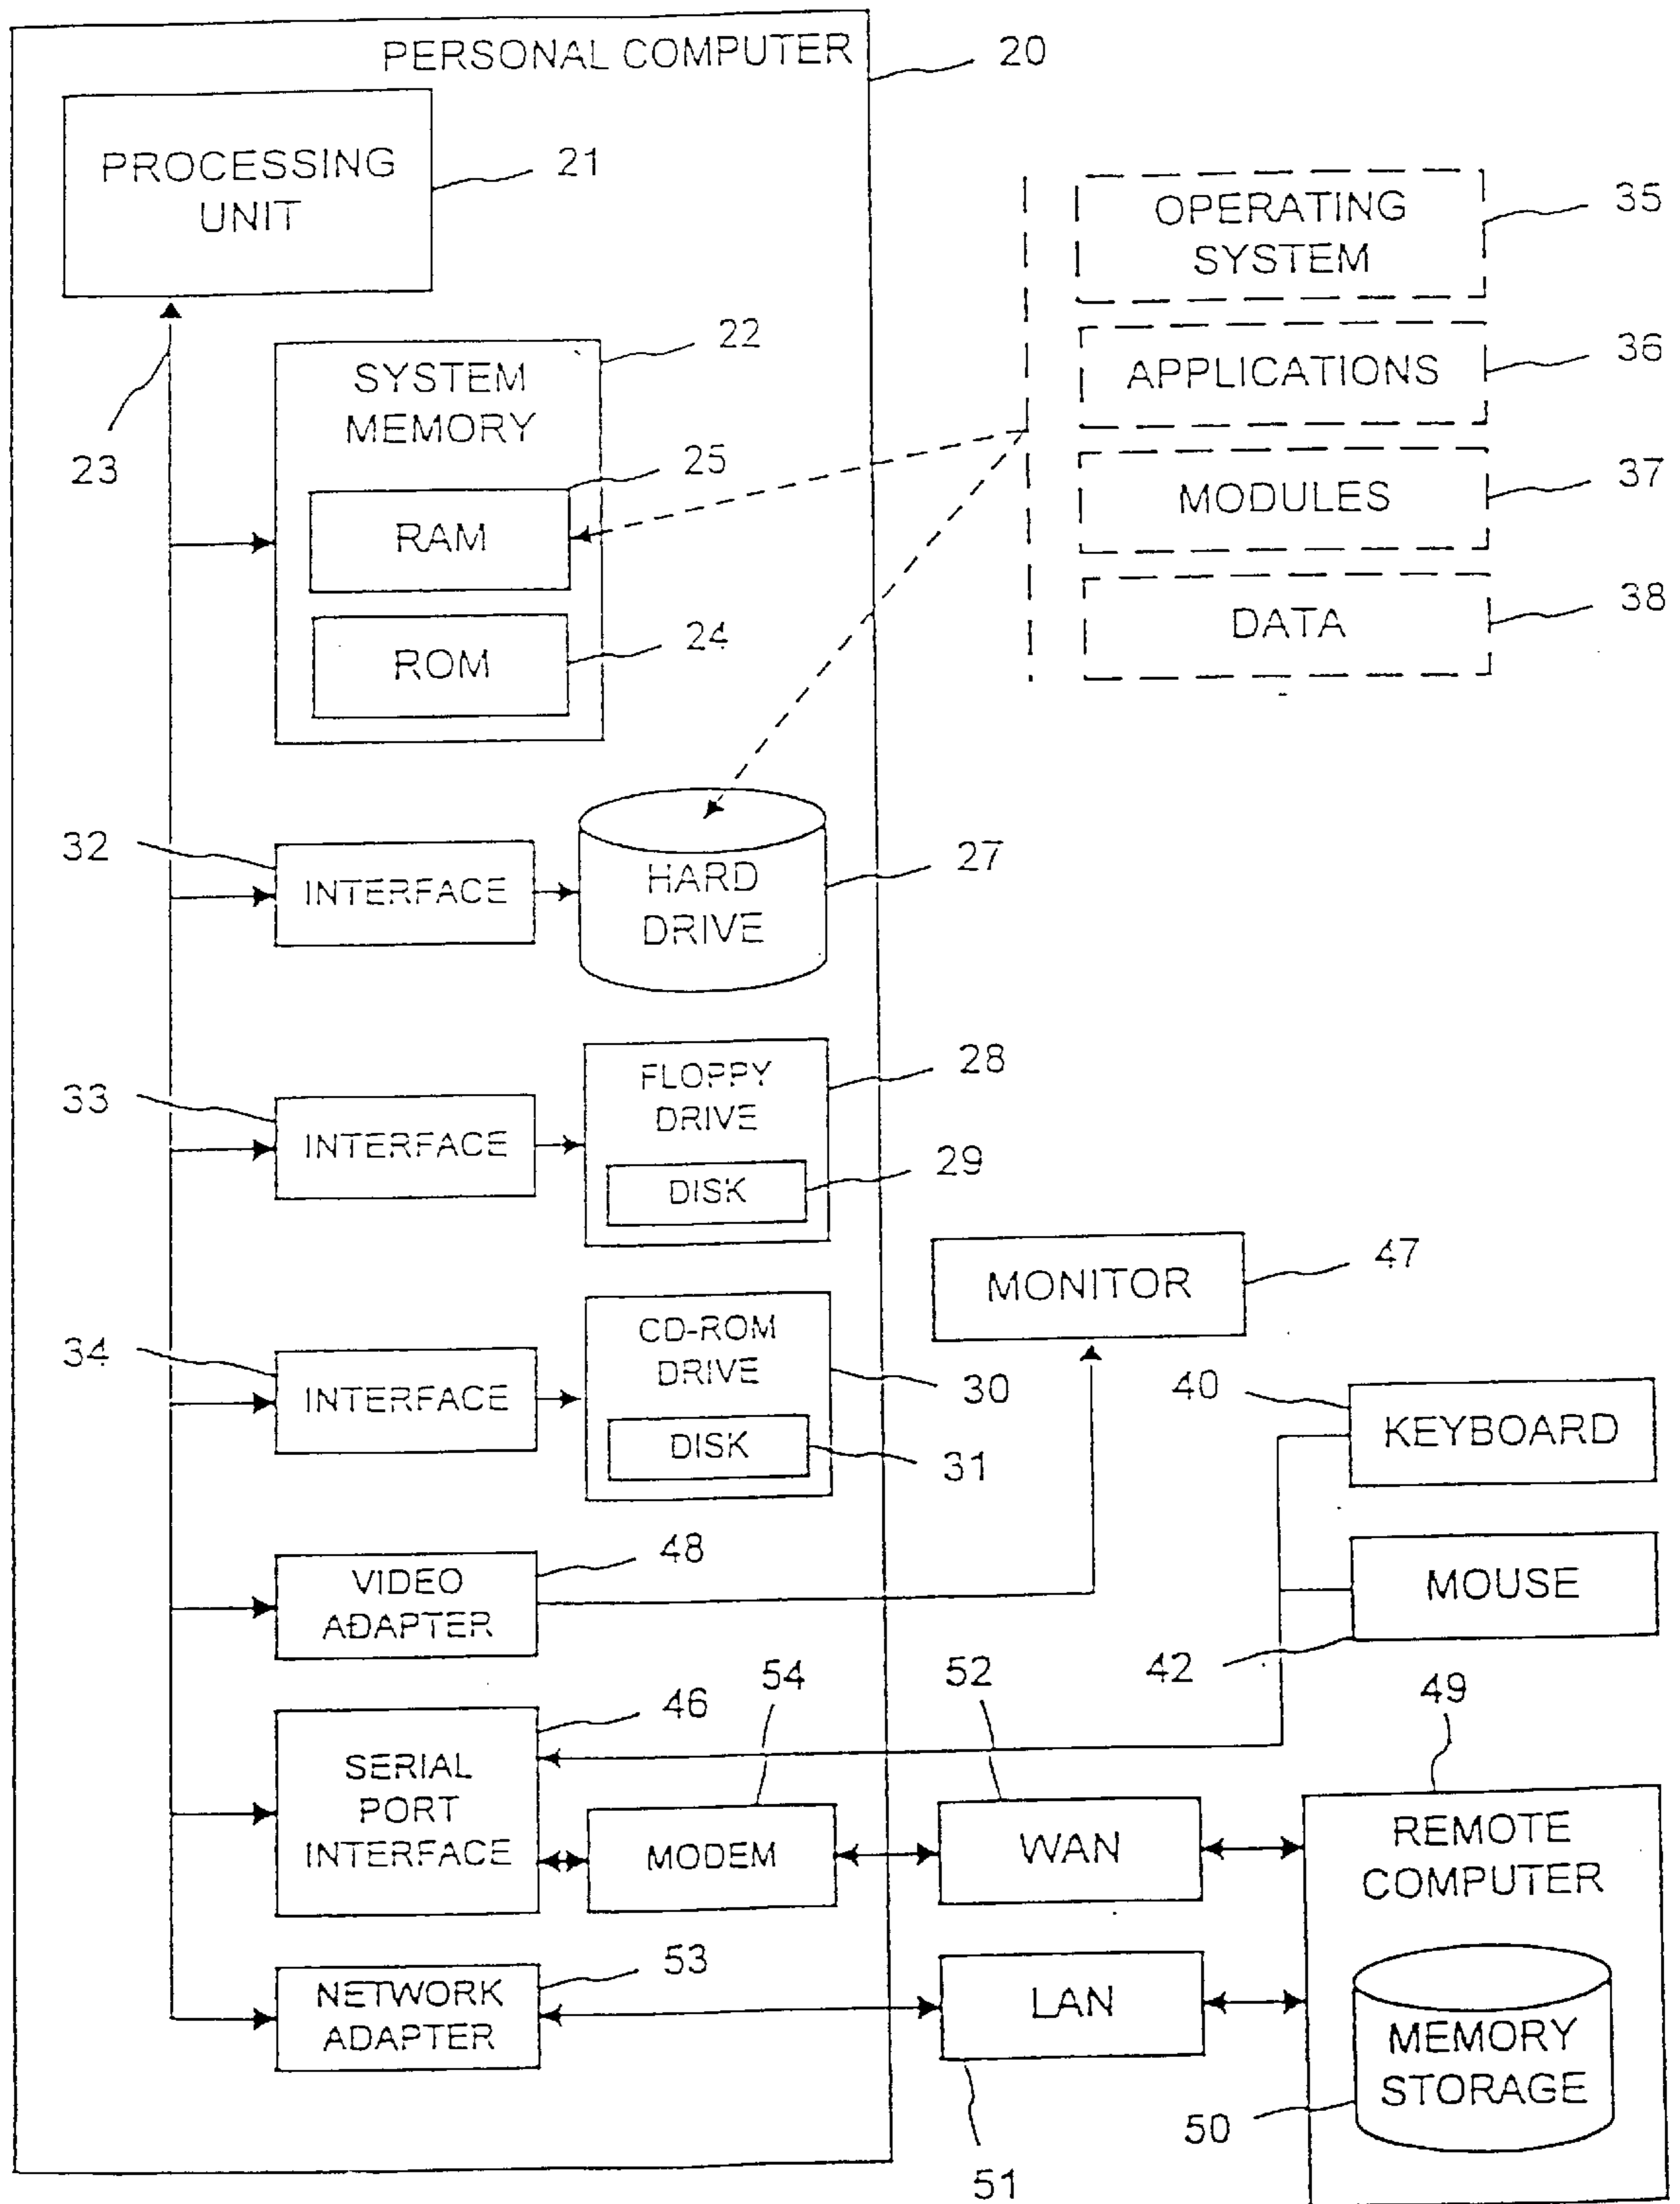 PERSONAL COMPUTER
20
PROCESSING
UNIT
21
22
SYSTEM
MEMORY
23
25
RAM
24
ROM
OPERATING
SYSTEM
35
APPLICATIONS
36
MODULES
37
DATA
38
32
INTERFACE
HARD
DRIVE
27
33
INTERFACE
FLOPPY
DRIVE
28
DISK
29
34
INTERFACE
CD-ROM
DRIVE
30
DISK
31
MONITOR
47
40
KEYBOARD
MOUSE
42
48
VIDEO
ADAPTER
46
SERIAL
PORT
INTERFACE
54
MODEM
52
WAN
49
REMOTE
COMPUTER
53
NETWORK
ADAPTER
LAN
51
MEMORY
STORAGE
50